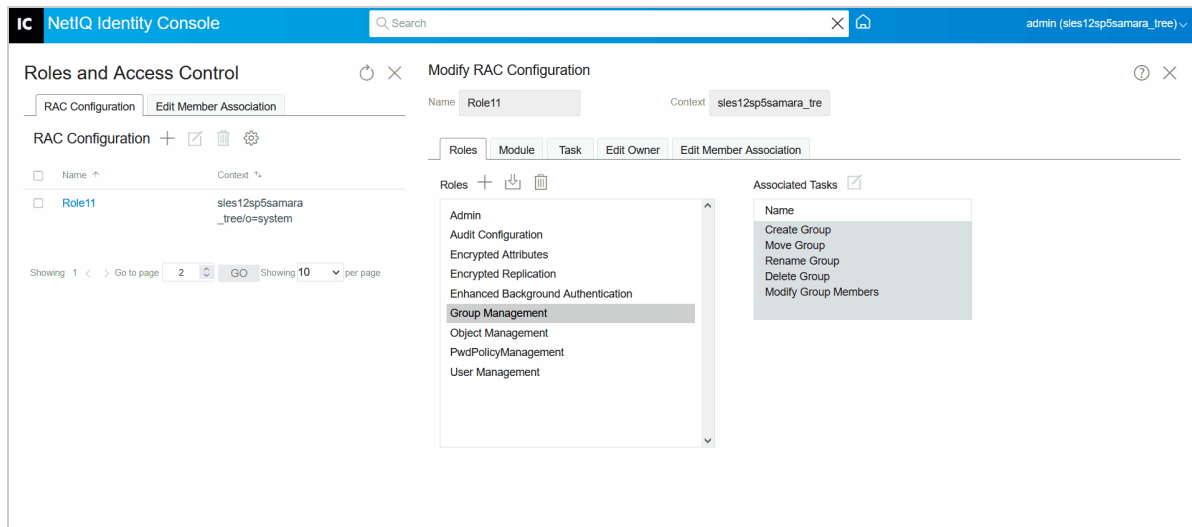 IC NetIQ Identity Console
Search
admin (sles12sp5samara_tree)
Roles and Access Control
RAC Configuration Edit Member Association
RAC Configuration
Name Context
Role11 sles12sp5samara
_tree/o=system
Showing 1 Go to page 2 GO Showing 10 per page
Modify RAC Configuration
Name Role11 Context sles12sp5samara_tre
Roles Module Task Edit Owner Edit Member Association
Roles
Admin
Audit Configuration
Encrypted Attributes
Encrypted Replication
Enhanced Background Authentication
Group Management
Object Management
PwdPolicyManagement
User Management
Associated Tasks
Name
Create Group
Move Group
Rename Group
Delete Group
Modify Group Members